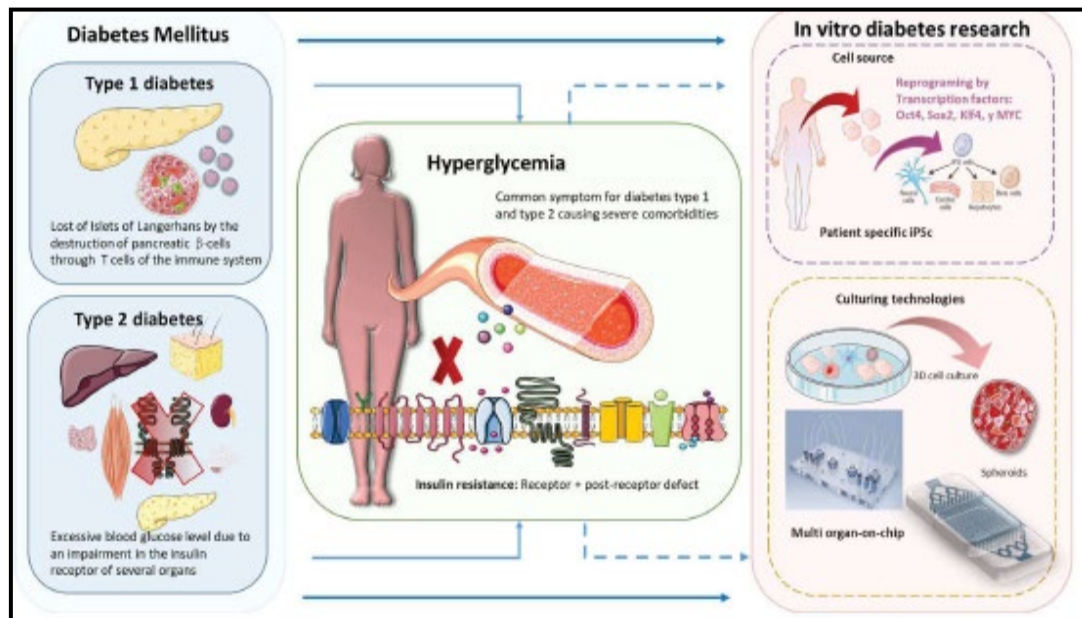 Diabetes Mellitus
Type 1 diabetes
Lost of Islets of Langerhans by the
destruction of pancreatic β-cells
through T cells of the immune system
Type 2 diabetes
Excessive blood glucose level due to
an impairment in the insulin
receptor of several organs
Hyperglycemia
Common symptom for diabetes type 1
and type 2 causing severe comorbidities
Insulin resistance: Receptor + post-receptor defect
In vitro diabetes research
Cell source
Reprograming by
Transcription factors:
Oct4, Sox2, Klf4, y MYC
cells
Patient specific iPSc
Culturing technologies
3D cell culture
Spheroids
Multi organ-on-chip